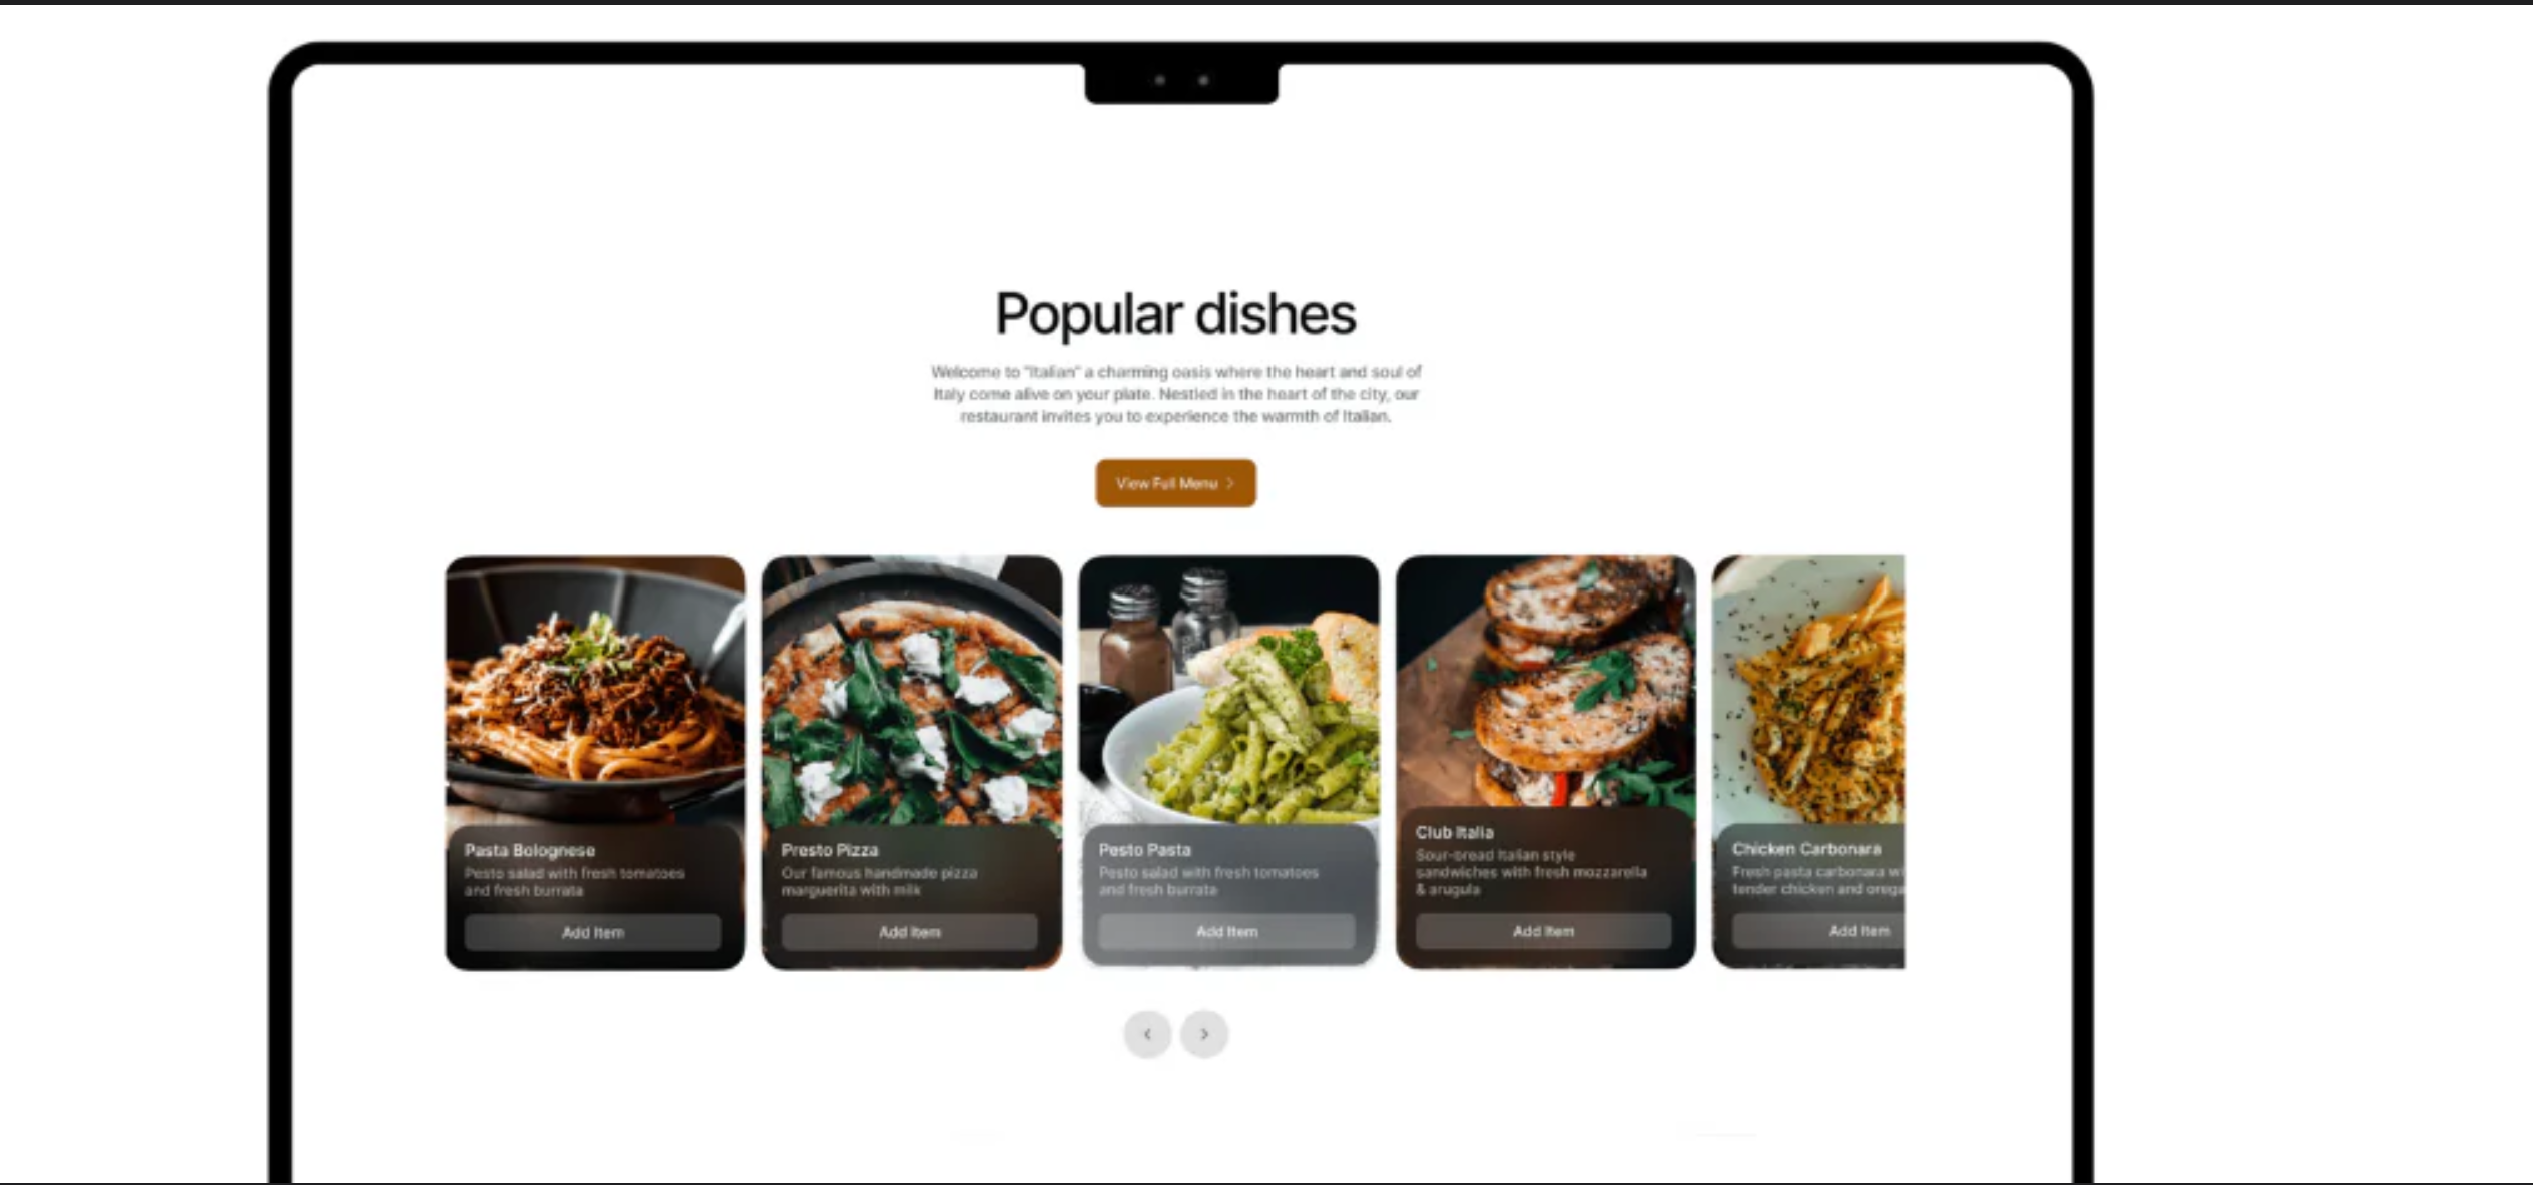 Popular dishes
Welcome to "Italian" a charming oasis where the heart and soul of
Italy come alive on your plate. Nestled in the heart of the city, our
restaurant invites you to experience the warmth of Italian.
View Full Menu >
Pasta Bolognese
Pesto salad with fresh tomatoes
and fresh burrata
Add Item
Presto Pizza
Our famous handmade pizza
marguerita with milk
Add Item
Pesto Pasta
Pesto salad with fresh tomatoes
and fresh burrata
Add Item
Club Italia
Sour-bread Italian style
sandwiches with fresh mozzarella
& arugula
Add Item
Chicken Carbonara
Fresh pasta carbonara wi
tender chicken and orega
Add Item